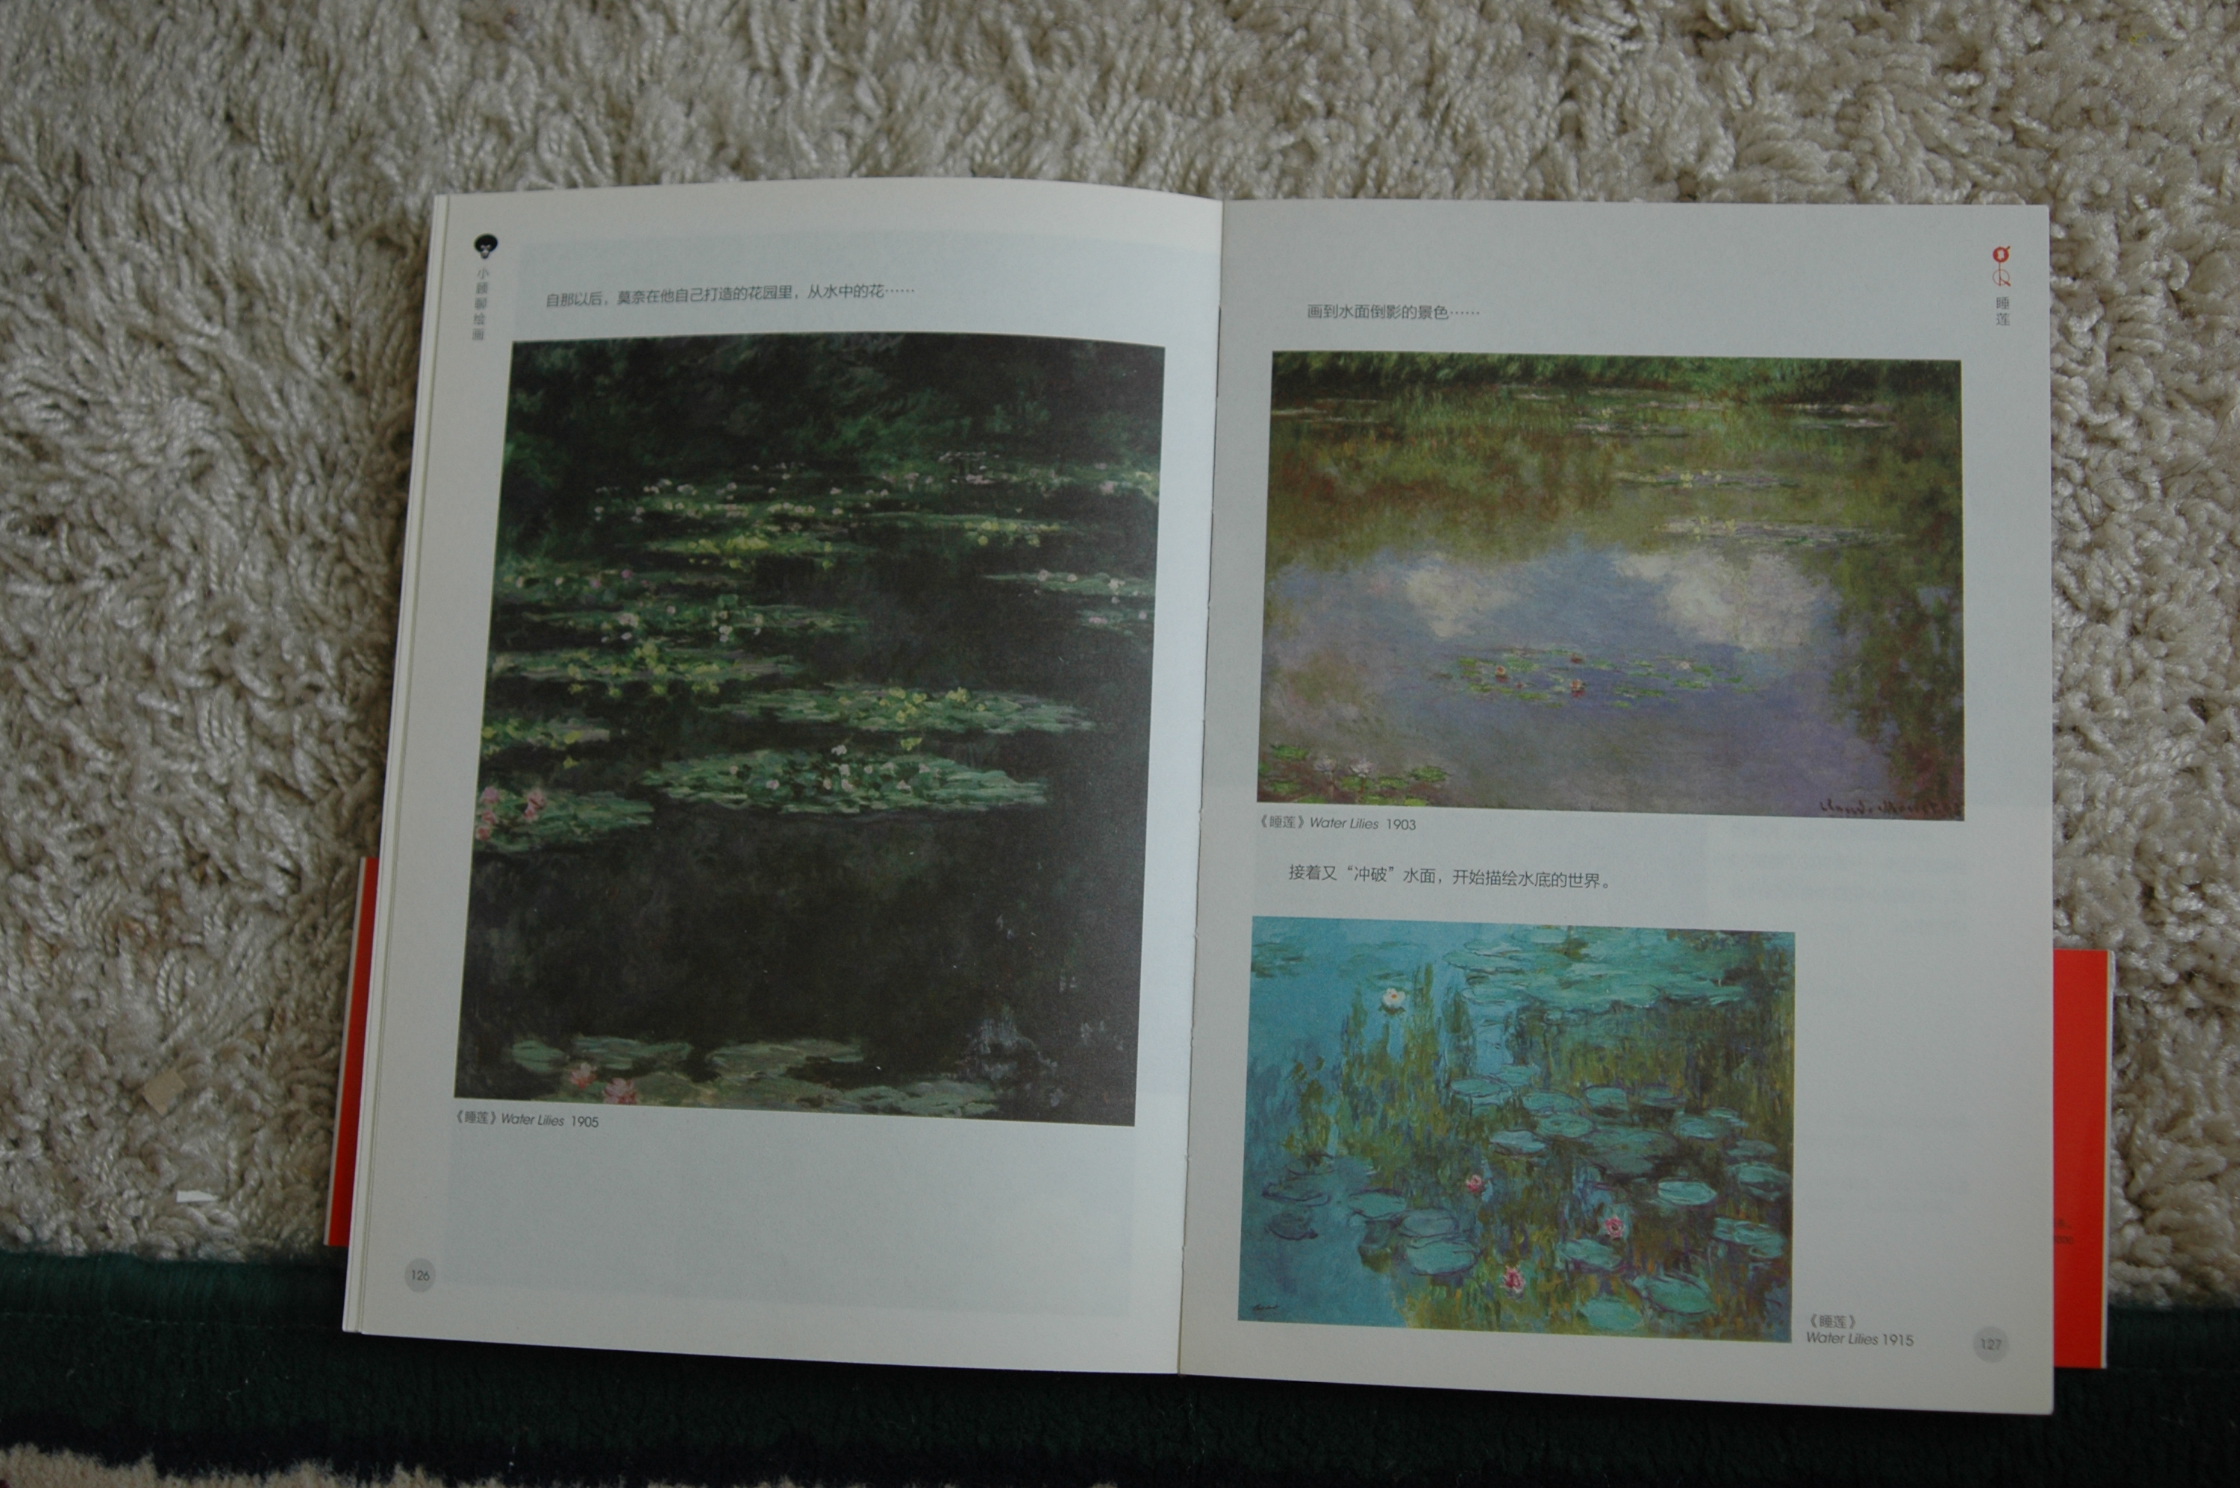 小顾聊绘画
自那以后，莫奈在他自己打造的花园里，从水中的花……
《睡莲》Water Lilies 1905
126
睡莲
画到水面倒影的景色……
《睡莲》Water Lilies 1903
接着又“冲破”水面，开始描绘水底的世界。
《睡莲》
Water Lilies 1915
127